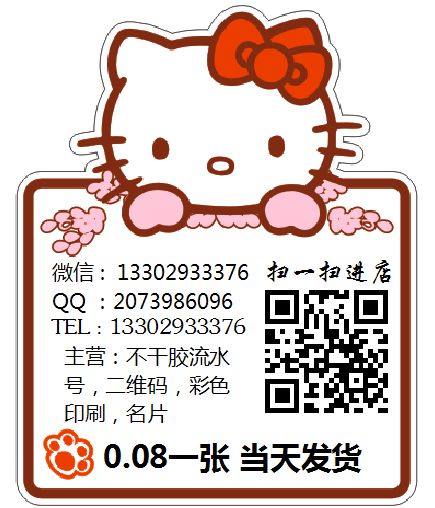 微信：13302933376
扫一扫进店
QQ ：2073986096
TEL：13302933376
主营：不干胶流水
号，二维码，彩色
印刷，名片
0.08一张 当天发货